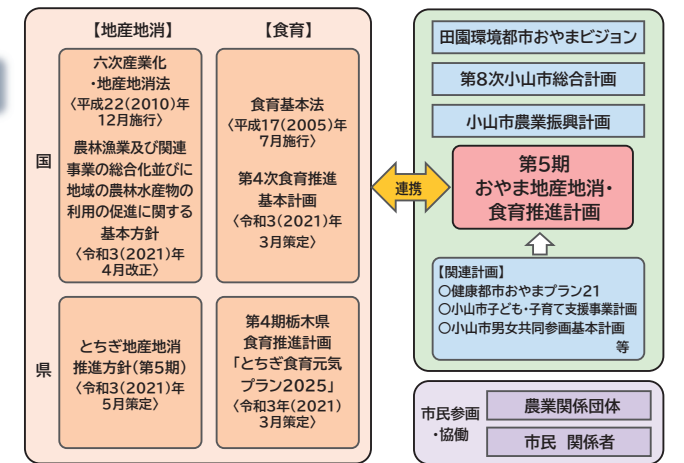 【地産地消】
【食育】
国
六次産業化
・地産地消法
〈平成22(2010)年
12月施行〉
農林漁業及び関連
事業の総合化並びに
地域の農林水産物の
利用の促進に関する
基本方針
〈令和3(2021)年
4月改正〉
食育基本法
〈平成17(2005)年
7月施行〉
第4次食育推進
基本計画
〈令和3(2021)年
3月策定〉
県
とちぎ地産地消
推進方針(第5期)
〈令和3(2021)年
5月策定〉
第4期栃木県
食育推進計画
「とちぎ食育元気
プラン2025」
〈令和3年(2021)
3月策定〉
連携
田園環境都市おやまビジョン
第8次小山市総合計画
小山市農業振興計画
第5期
おやま地産地消・
食育推進計画
【関連計画】
〇健康都市おやまプラン21
〇小山市子ども・子育て支援事業計画
〇小山市男女共同参画基本計画
等
市民参画
・協働
農業関係団体
市民 関係者